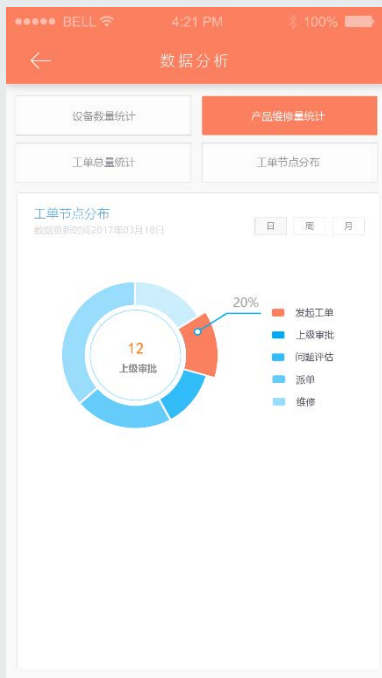 BELL 4:21 PM 100%
数据分析
设备数量统计 产品维修量统计
工单总量统计 工单节点分布
工单节点分布
数据更新时间2017年03月18日
日 周 月
20%
发起工单
上级审批
问题评估
派单
维修
12
上级审批